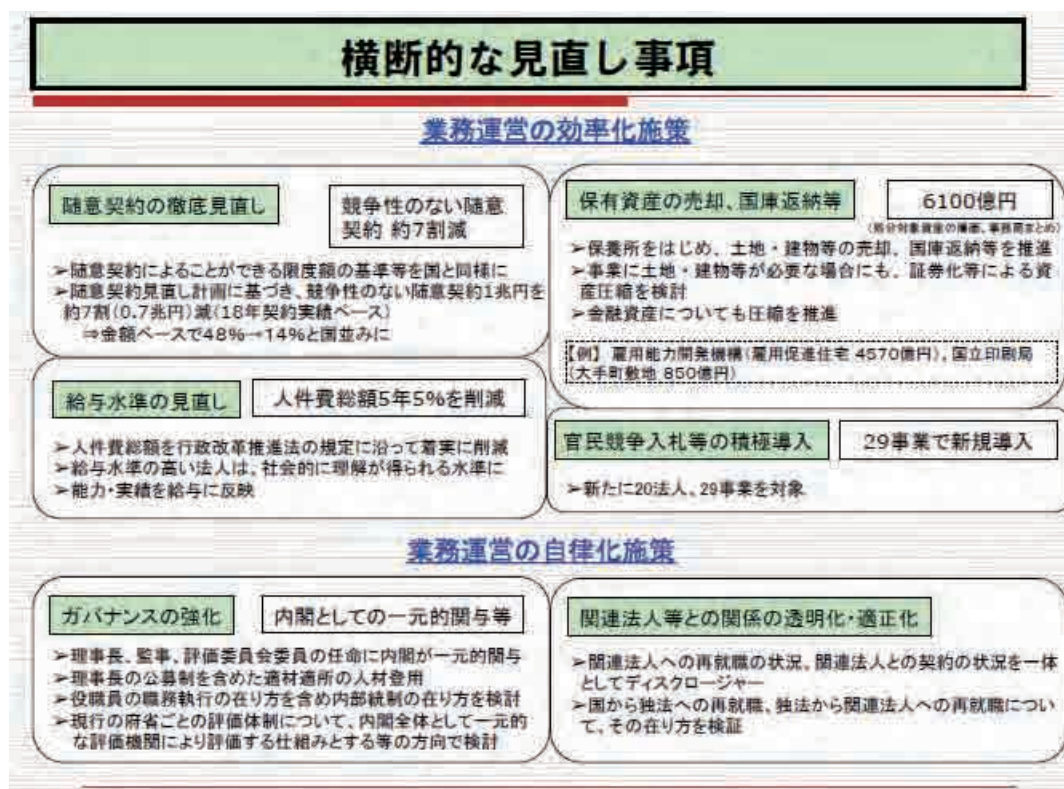 横断的な見直し事項
業務運営の効率化施策
随意契約の徹底見直し
競争性のない随意
契約 約7割減
➢随意契約によることができる限度額の基準等を国と同様に
➢随意契約見直し計画に基づき、競争性のない随意契約1兆円を
約7割(0.7兆円)減(18年契約実績ベース)
⇒金額ベースで48%→14%と国並みに
給与水準の見直し
人件費総額5年5%を削減
➢人件費総額を行政改革推進法の規定に沿って着実に削減
➢給与水準の高い法人は、社会的に理解が得られる水準に
➢能力・実績を給与に反映
保有資産の売却、国庫返納等
6100億円
(処分対象資産の簿価、事務局まとめ)
➢保養所をはじめ、土地・建物等の売却、国庫返納等を推進
➢事業に土地・建物等が必要な場合にも、証券化等による資
産圧縮を検討
➢金融資産についても圧縮を推進
【例】 雇用能力開発機構(雇用促進住宅 4570億円)、国立印刷局
(大手町敷地 850億円)
官民競争入札等の積極導入
29事業で新規導入
➢新たに20法人、29事業を対象
業務運営の自律化施策
ガバナンスの強化
内閣としての一元的関与等
➢理事長、監事、評価委員会委員の任命に内閣が一元的関与
➢理事長の公募制を含めた適材適所の人材登用
➢役職員の職務執行の在り方を含め内部統制の在り方を検討
➢現行の府省ごとの評価体制について、内閣全体として一元的
な評価機関により評価する仕組みとする等の方向で検討
関連法人等との関係の透明化・適正化
➢関連法人への再就職の状況、関連法人との契約の状況を一体
としてディスクロージャー
➢国から独法への再就職、独法から関連法人への再就職につい
て、その在り方を検証